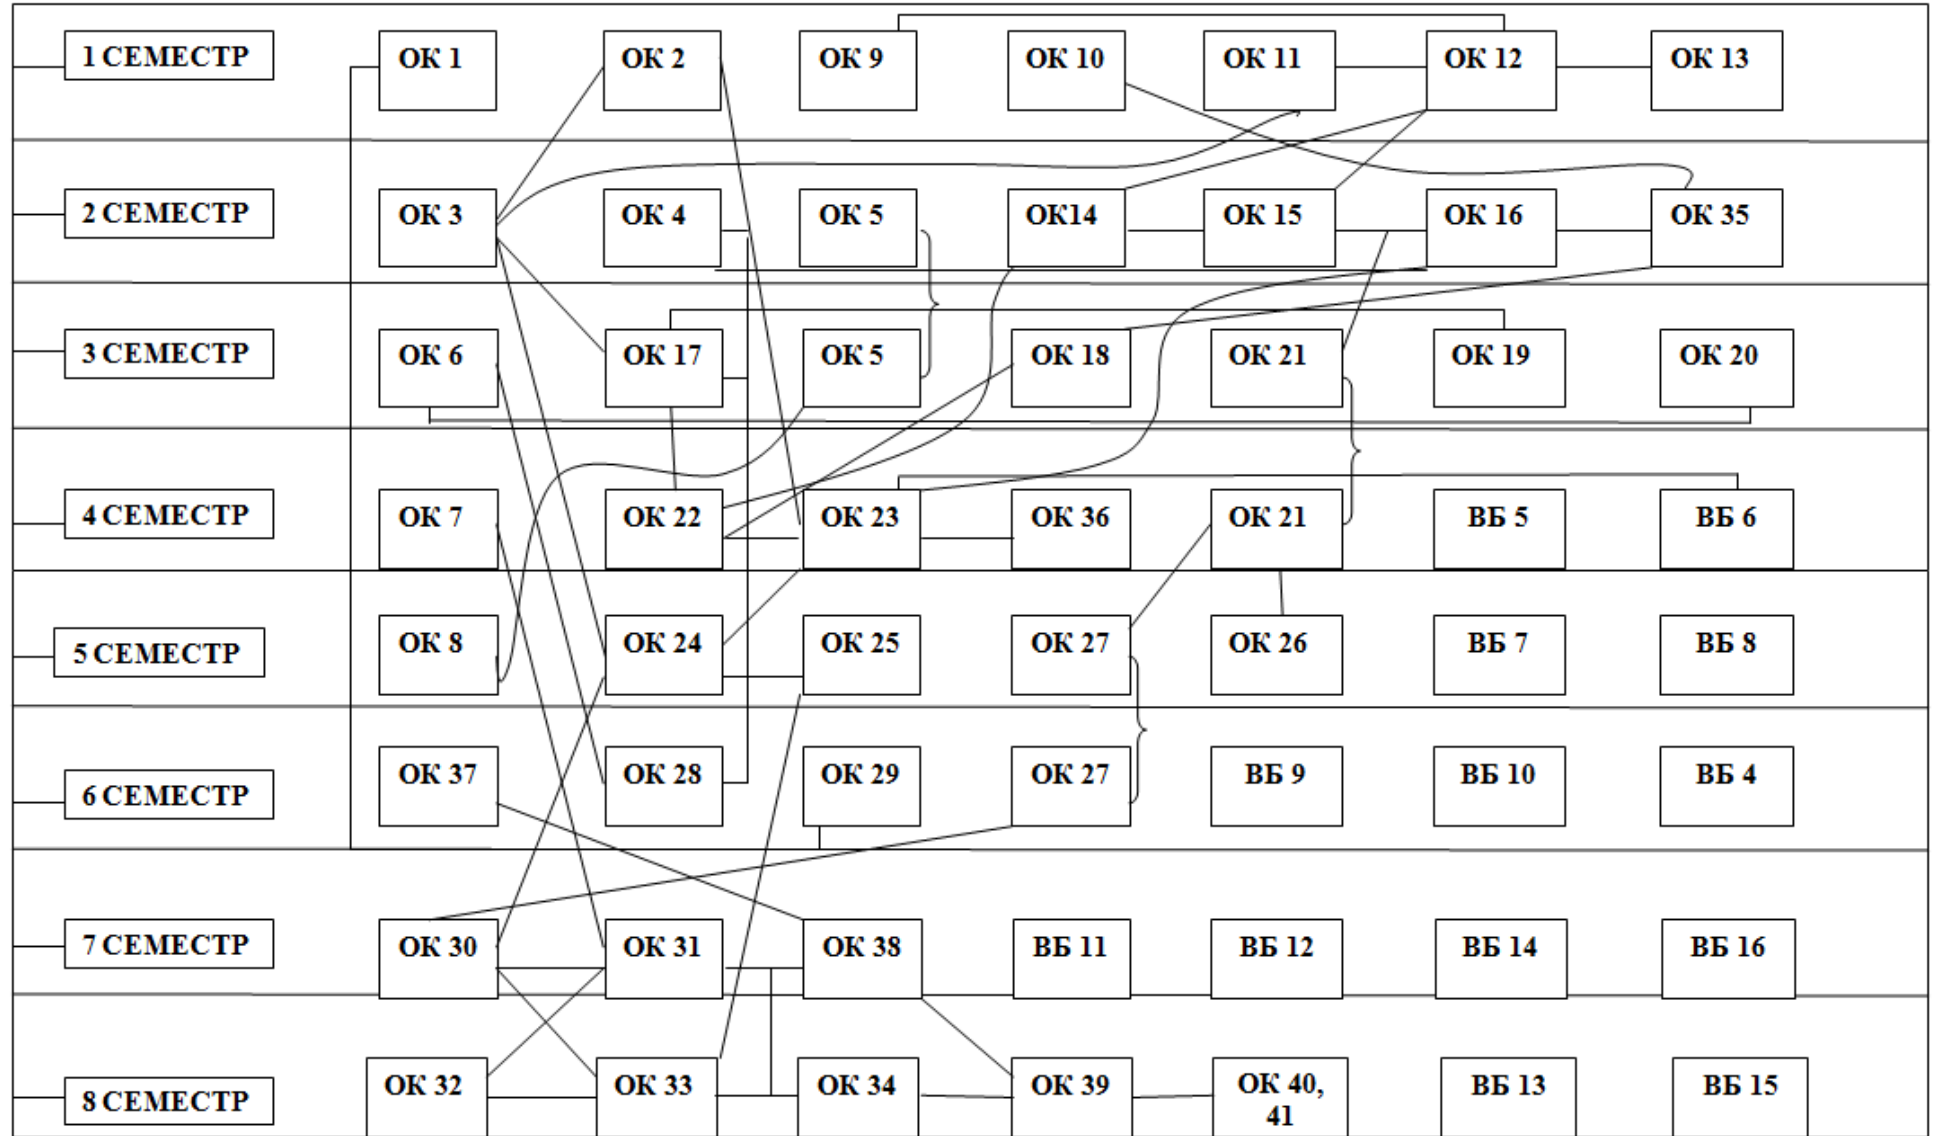 1 СЕМЕСТР ОК 1 ОК 2 ОК 9 ОК 10 ОК 11 ОК 12 ОК 13
2 СЕМЕСТР ОК 3 ОК 4 ОК 5 ОК14 ОК 15 ОК 16 ОК 35
3 СЕМЕСТР ОК 6 ОК 17 ОК 5 ОК 18 ОК 21 ОК 19 ОК 20
4 СЕМЕСТР ОК 7 ОК 22 ОК 23 ОК 36 ОК 21 ВБ 5 ВБ 6
5 СЕМЕСТР ОК 8 ОК 24 ОК 25 ОК 27 ОК 26 ВБ 7 ВБ 8
6 СЕМЕСТР ОК 37 ОК 28 ОК 29 ОК 27 ВБ 9 ВБ 10 ВБ 4
7 СЕМЕСТР ОК 30 ОК 31 ОК 38 ВБ 11 ВБ 12 ВБ 14 ВБ 16
8 СЕМЕСТР ОК 32 ОК 33 ОК 34 ОК 39 ОК 40, ВБ 13 ВБ 15
41